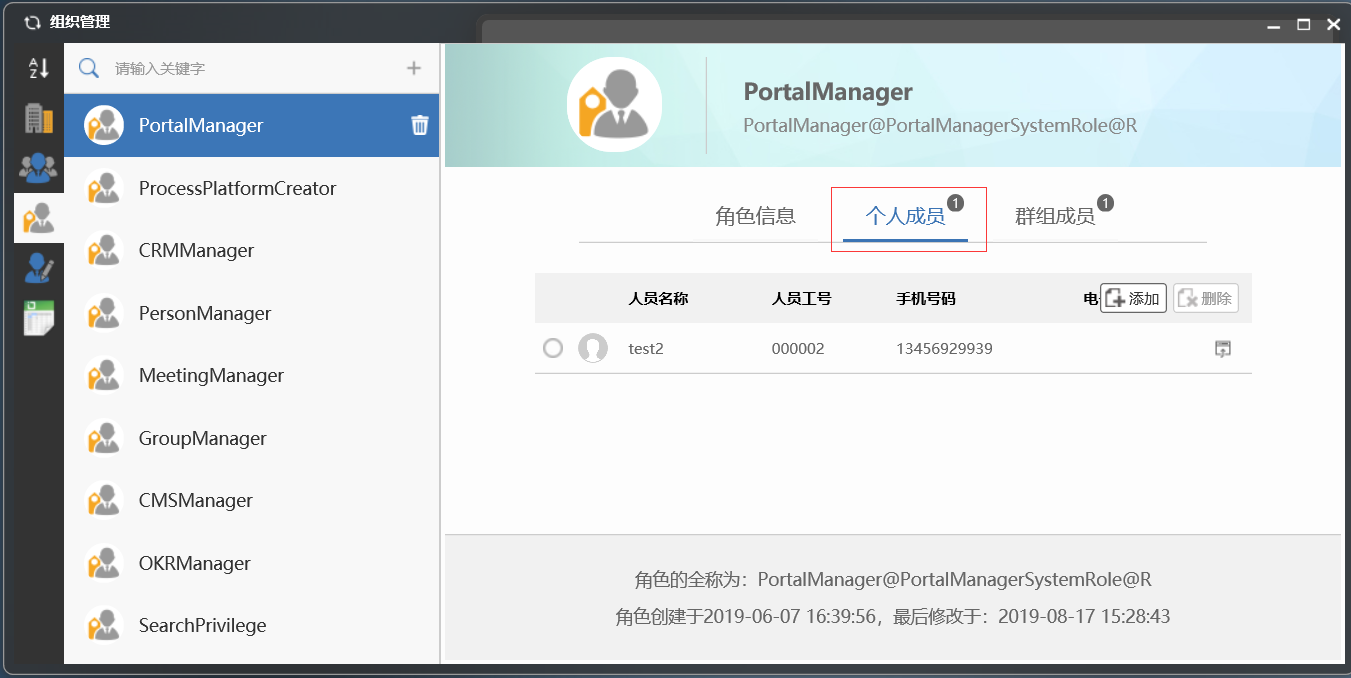 组织管理
A
Z
请输入关键字
PortalManager
ProcessPlatformCreator
CRMManager
PersonManager
MeetingManager
GroupManager
CMSManager
OKRManager
SearchPrivilege
PortalManager
PortalManager@PortalManagerSystemRole@R
角色信息 个人成员 1 群组成员 1
人员名称 人员工号 手机号码 电 添加 删除
test2 000002 13456929939
角色的全称为：PortalManager@PortalManagerSystemRole@R
角色创建于2019-06-07 16:39:56，最后修改于：2019-08-17 15:28:43